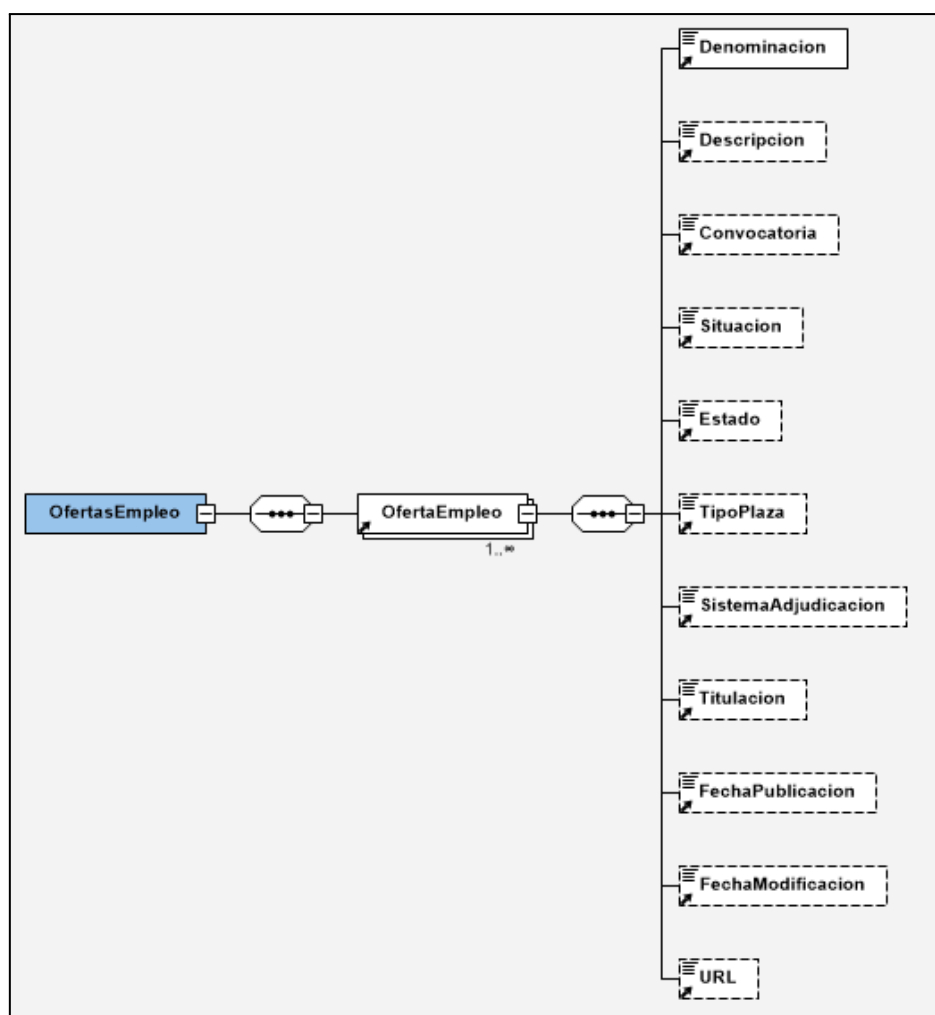 Denominacion
Descripcion
Convocatoria
Situacion
Estado
OfertasEmpleo
OfertaEmpleo
1..∞
TipoPlaza
SistemaAdjudicacion
Titulacion
FechaPublicacion
FechaModificacion
URL